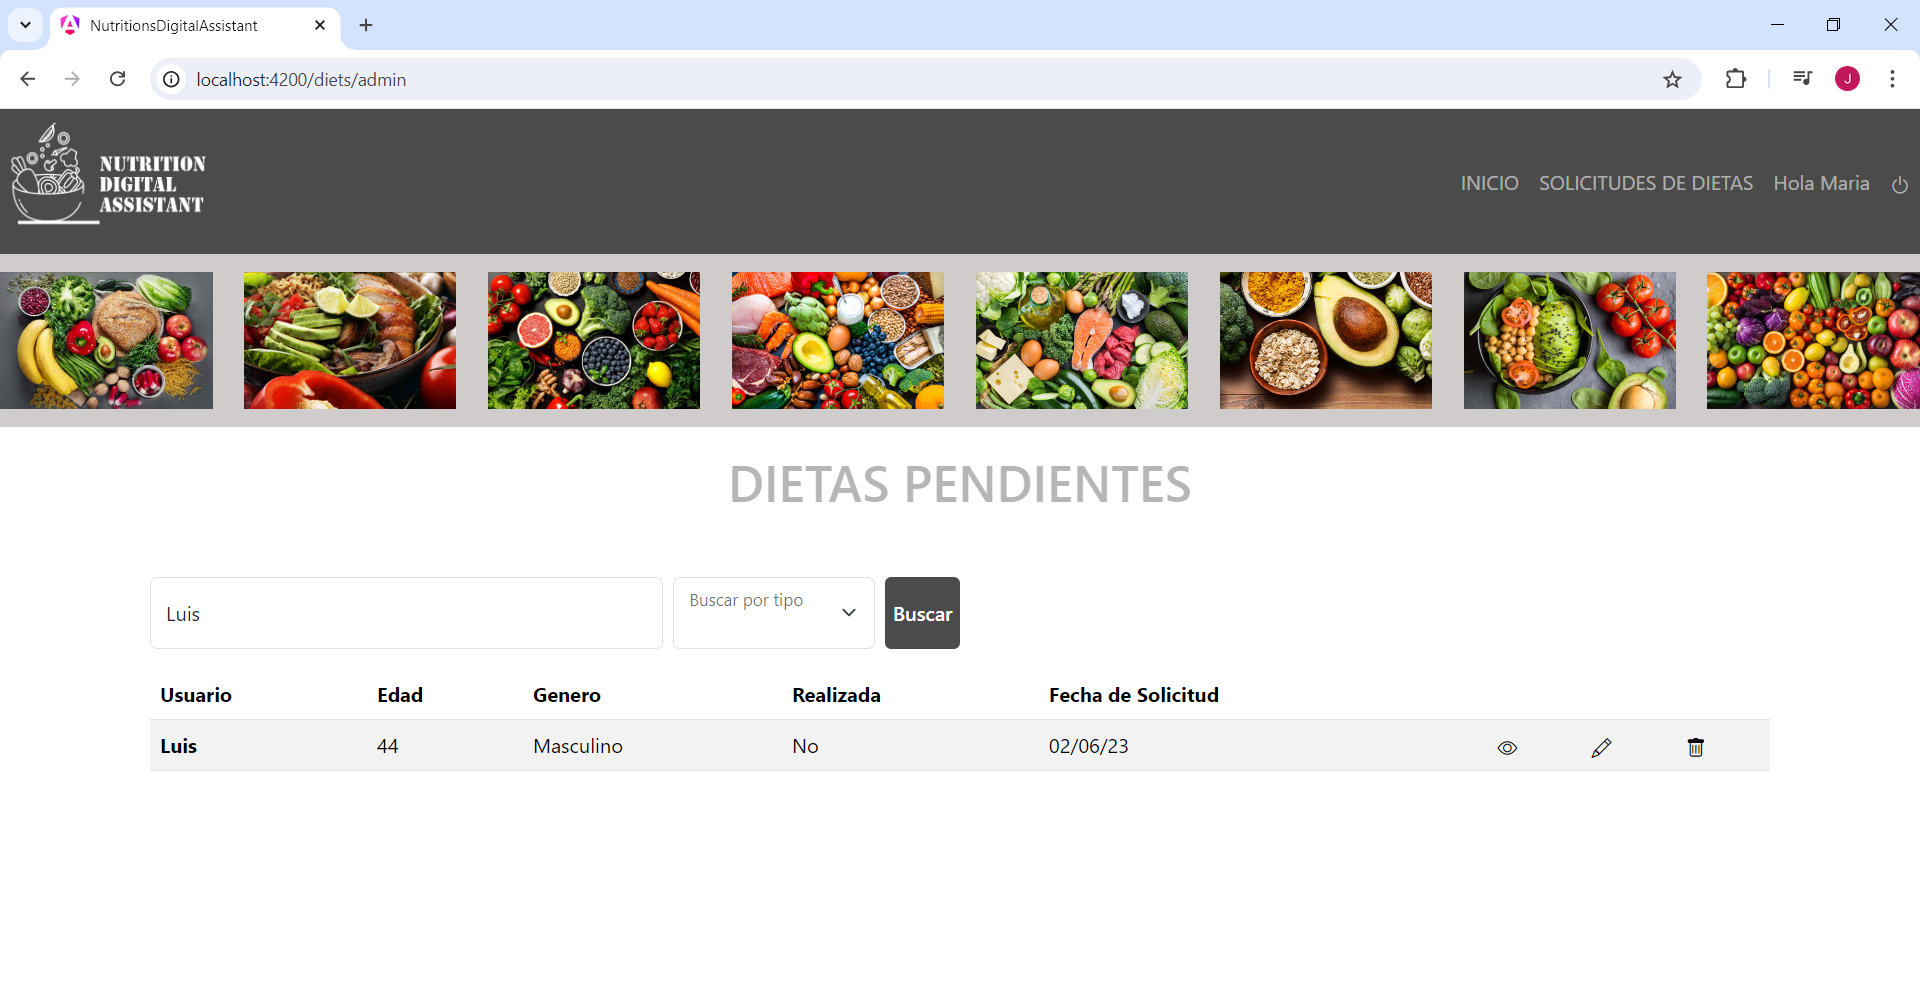 NutritionsDigitalAssistant
localhost:4200/diets/admin
J
NUTRITION
DIGITAL
ASSISTANT
INICIO SOLICITUDES DE DIETAS Hola Maria
DIETAS PENDIENTES
Luis Buscar por tipo Buscar
Usuario Edad Genero Realizada Fecha de Solicitud
Luis 44 Masculino No 02/06/23